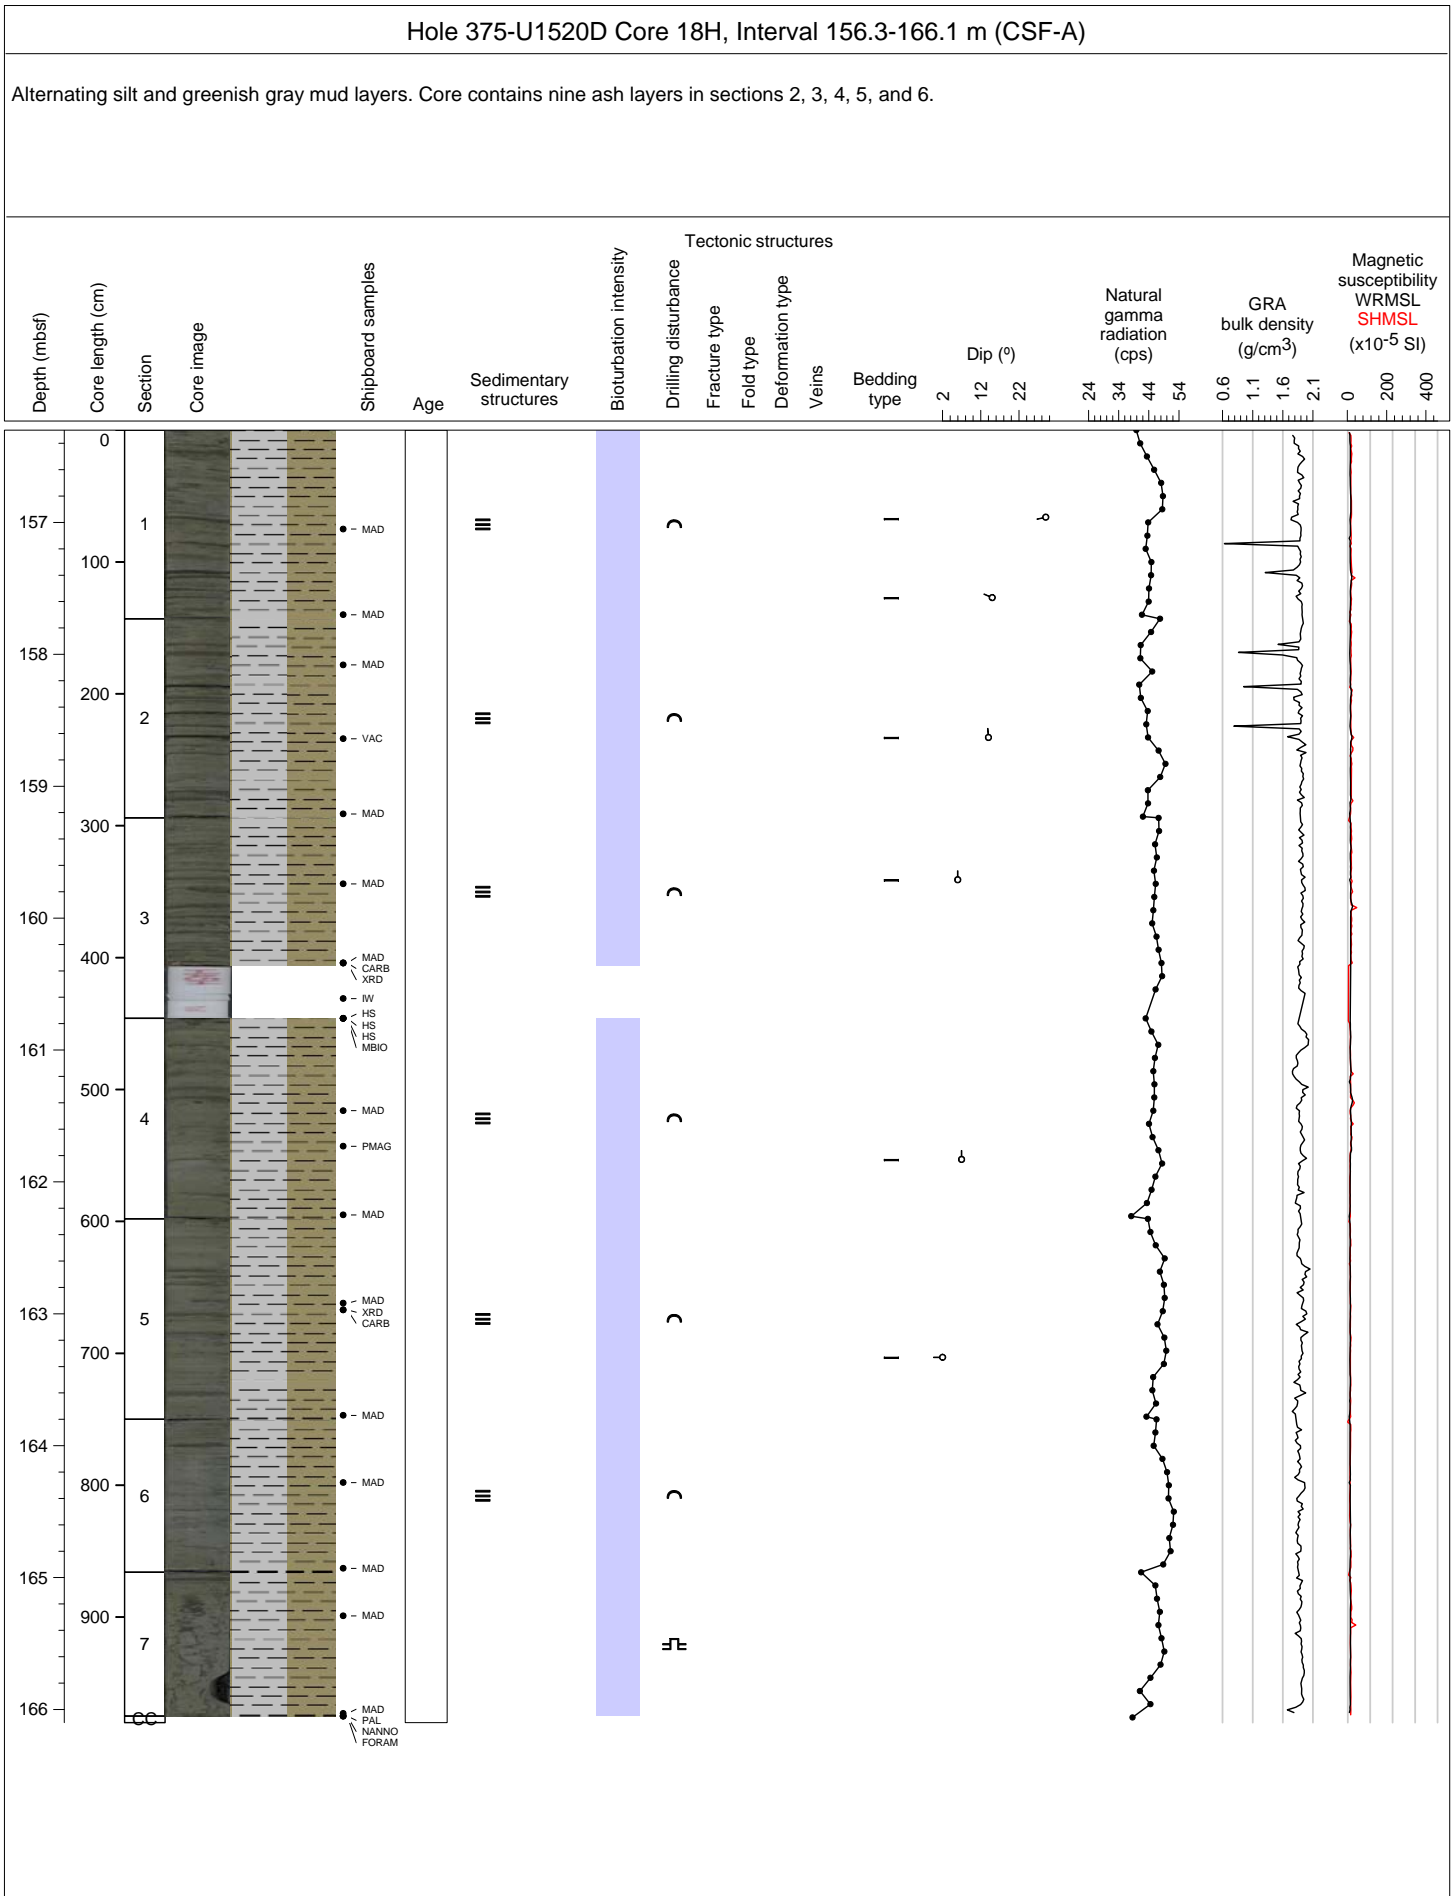 Hole 375-U1520D Core 18H, Interval 156.3-166.1 m (CSF-A)
Alternating silt and greenish gray mud layers. Core contains nine ash layers in sections 2, 3, 4, 5, and 6.
Depth (mbsf)
Core length (cm)
Section
Core image
Shipboard samples
Age
Sedimentary
structures
Bioturbation intensity
Drilling disturbance
Tectonic structures
Fracture type
Fold type
Deformation type
Veins
Bedding
type
Dip (º)
2 12 22
Natural
gamma
radiation
(cps)
24 34 44 54
GRA
bulk density
(g/cm3)
0.6 1.1 1.6 2.1
Magnetic
susceptibility
WRMSL
SHMSL
(x10-5 SI)
0 200 400
0
157
1
MAD
100
MAD
158
MAD
200
2
VAC
159
MAD
300
MAD
160
3
400
MAD
CARB
XRD
IW
HS
HS
HS
MBIO
161
500
MAD
4
PMAG
162
MAD
600
MAD
XRD
CARB
163
5
700
MAD
164
MAD
800
6
MAD
165
MAD
900
7
166
MAD
PAL
NANNO
FORAM
CC